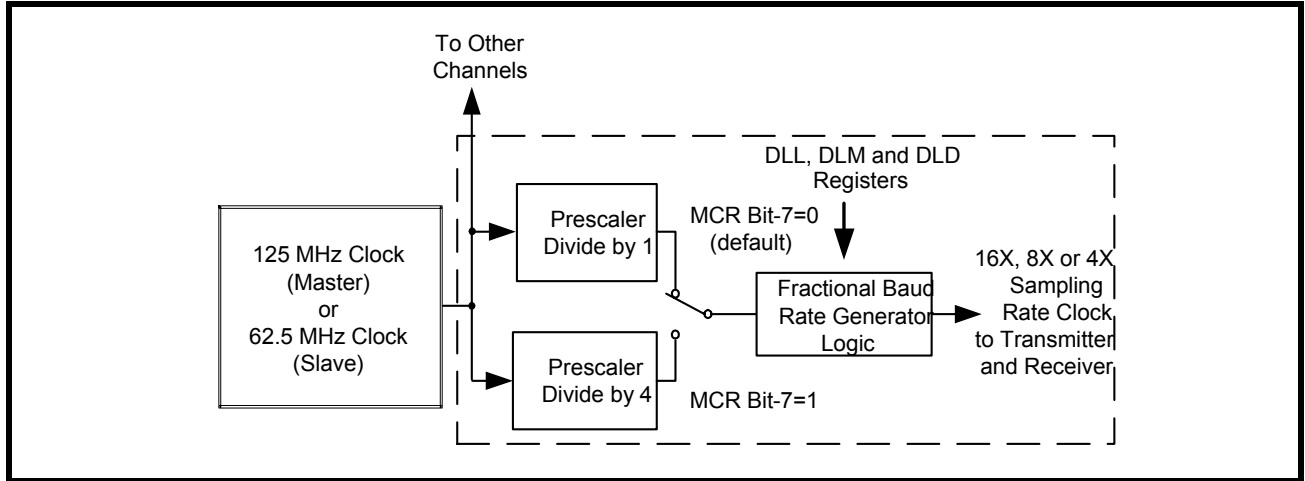 To Other
Channels
DLL, DLM and DLD
Registers
125 MHz Clock
(Master)
or
62.5 MHz Clock
(Slave)
Prescaler
Divide by 1
MCR Bit-7=0
(default)
Prescaler
Divide by 4
MCR Bit-7=1
Fractional Baud
Rate Generator
Logic
16X, 8X or 4X
Sampling
Rate Clock
to Transmitter
and Receiver